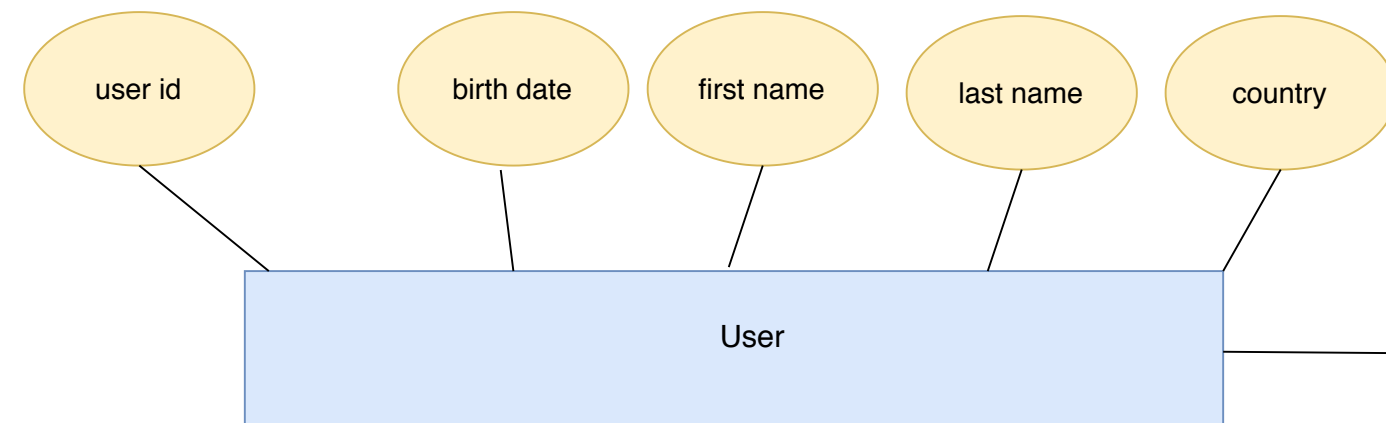 user id
birth date
first name
last name
country
User